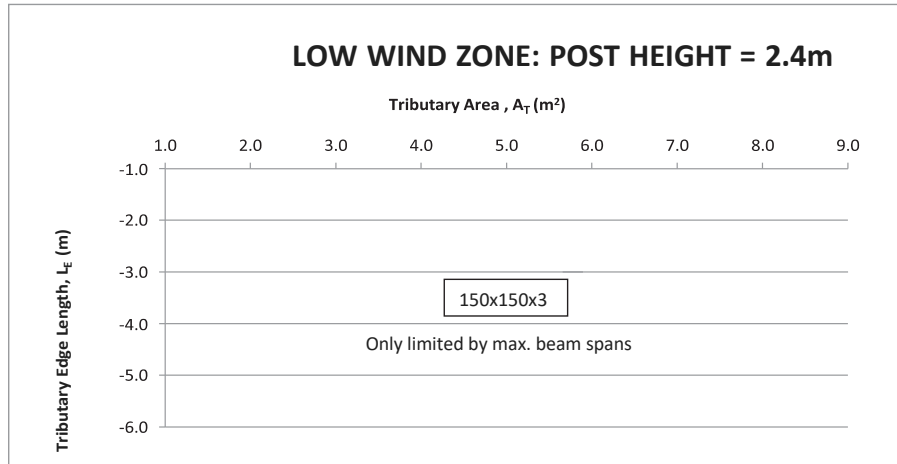 LOW WIND ZONE: POST HEIGHT = 2.4m
Tributary Area , A_T (m²)
1.0 2.0 3.0 4.0 5.0 6.0 7.0 8.0 9.0
-1.0
-2.0
-3.0
-4.0
-5.0
-6.0
Tributary Edge Length, L_E (m)
150x150x3
Only limited by max. beam spans